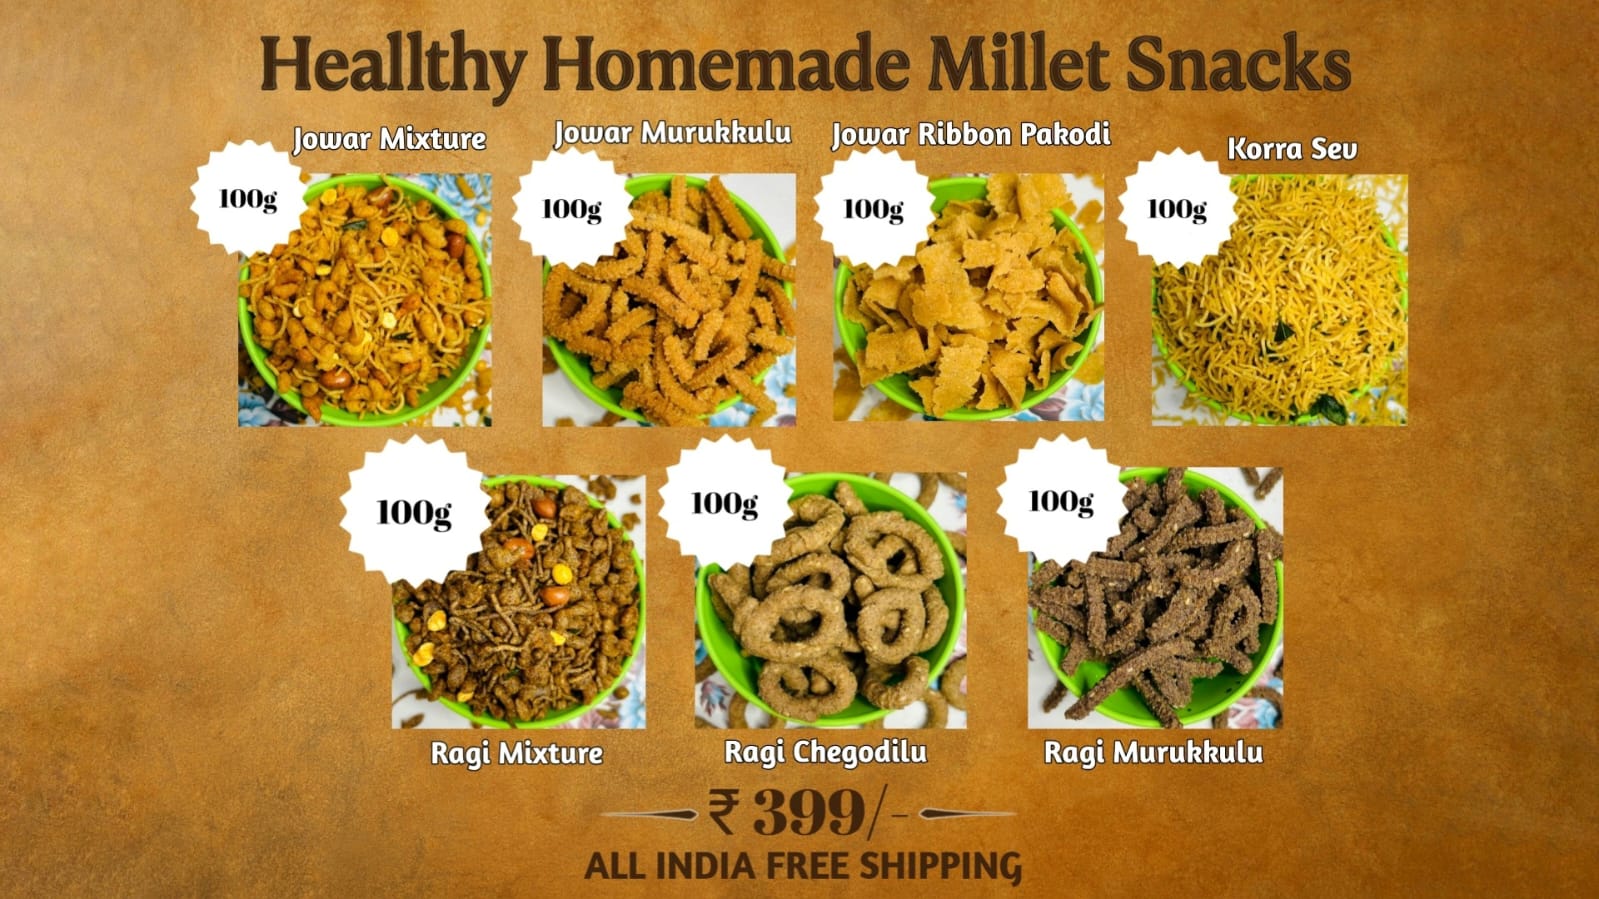 Heallthy Homemade Millet Snacks
Jowar Mixture
100g
Jowar Murukkulu
100g
Jowar Ribbon Pakodi
100g
Korra Sev
100g
100g
Ragi Mixture
100g
Ragi Chegodilu
100g
Ragi Murukkulu
₹ 399/-
ALL INDIA FREE SHIPPING